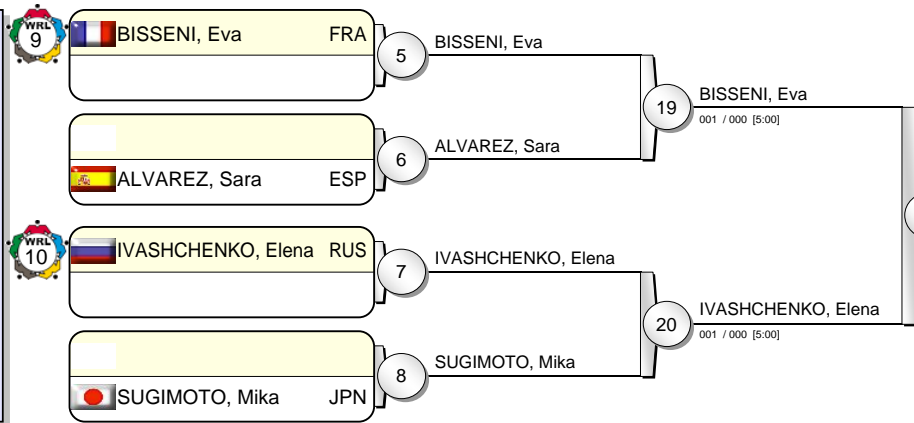 WRL
9
BISSENI, Eva FRA
5
BISSENI, Eva
19
BISSENI, Eva
001 / 000 [5:00]
6
ALVAREZ, Sara
ALVAREZ, Sara ESP
WRL
10
IVASHCHENKO, Elena RUS
7
IVASHCHENKO, Elena
20
IVASHCHENKO, Elena
001 / 000 [5:00]
8
SUGIMOTO, Mika
SUGIMOTO, Mika JPN